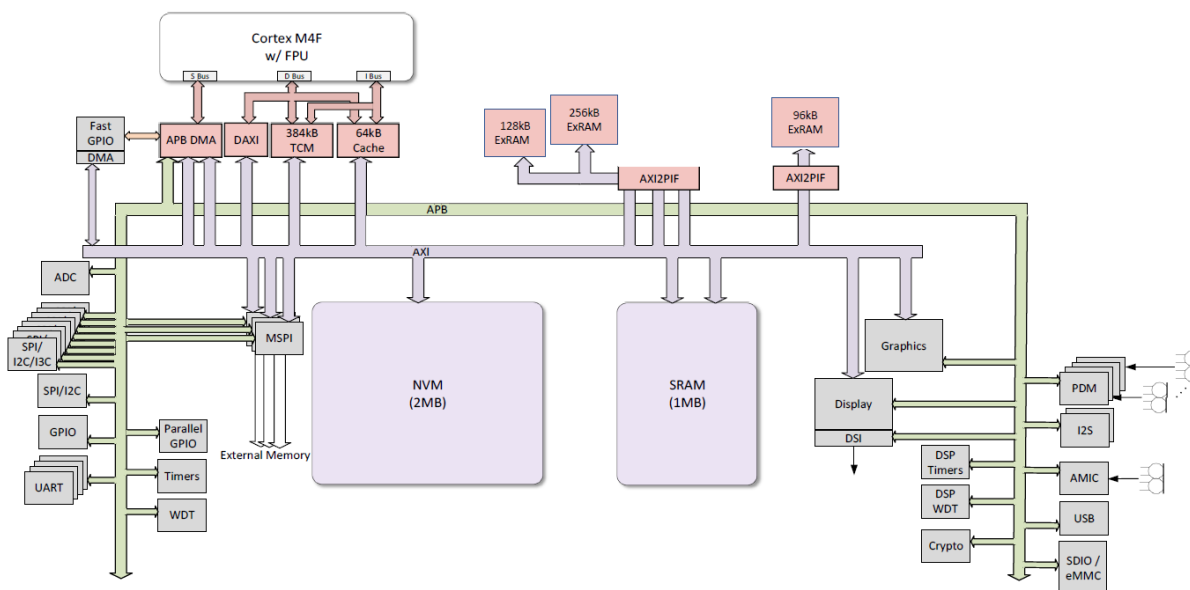 Cortex M4F
w/ FPU
S Bus
D Bus
I Bus
Fast
GPIO
DMA
APB DMA
DAXI
384kB
TCM
64kB
Cache
128kB
ExRAM
256kB
ExRAM
96kB
ExRAM
AXI2PIF
AXI2PIF
APB
AXI
ADC
SPI/
SPI/
I2C/I3C
SPI/I2C
GPIO
UART
Parallel
GPIO
Timers
WDT
MSPI
External Memory
NVM
(2MB)
SRAM
(1MB)
Graphics
Display
DSI
DSP
Timers
DSP
WDT
Crypto
PDM
I2S
AMIC
USB
SDIO /
eMMC